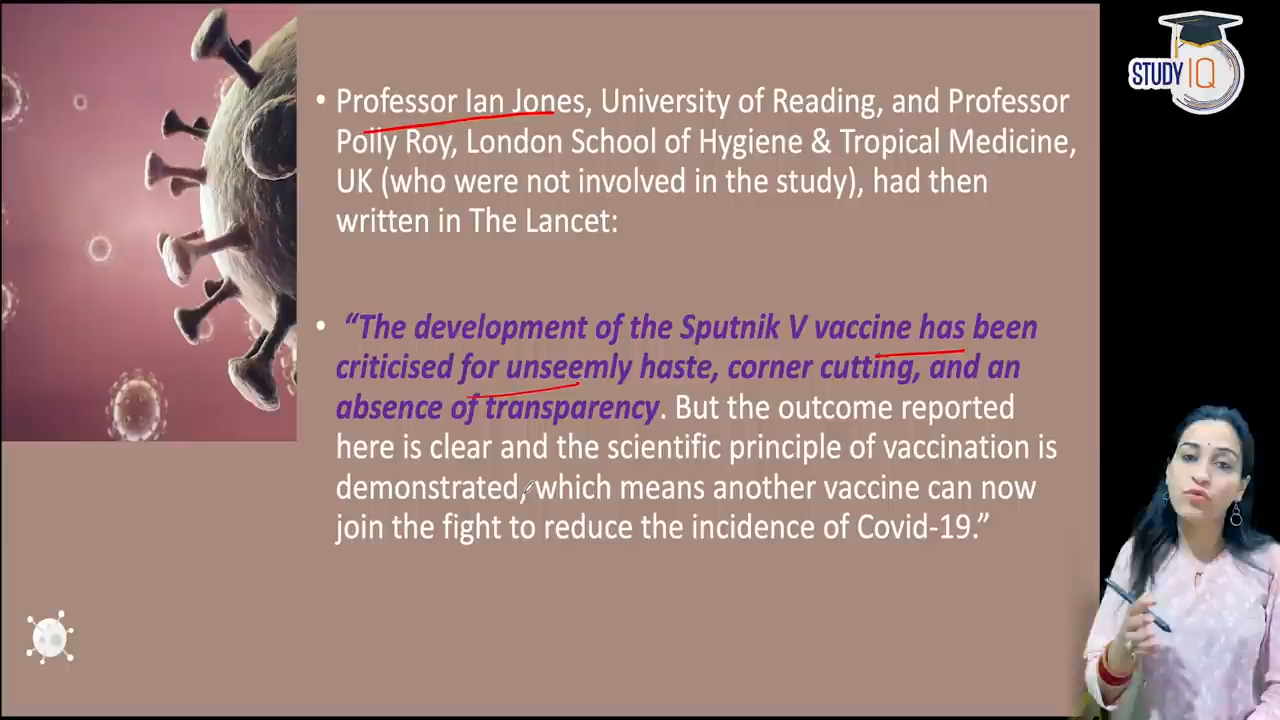 STUDY IQ
• Professor Ian Jones, University of Reading, and Professor
Polly Roy, London School of Hygiene & Tropical Medicine,
UK (who were not involved in the study), had then
written in The Lancet:
• “The development of the Sputnik V vaccine has been
criticised for unseemly haste, corner cutting, and an
absence of transparency. But the outcome reported
here is clear and the scientific principle of vaccination is
demonstrated, which means another vaccine can now
join the fight to reduce the incidence of Covid-19.”